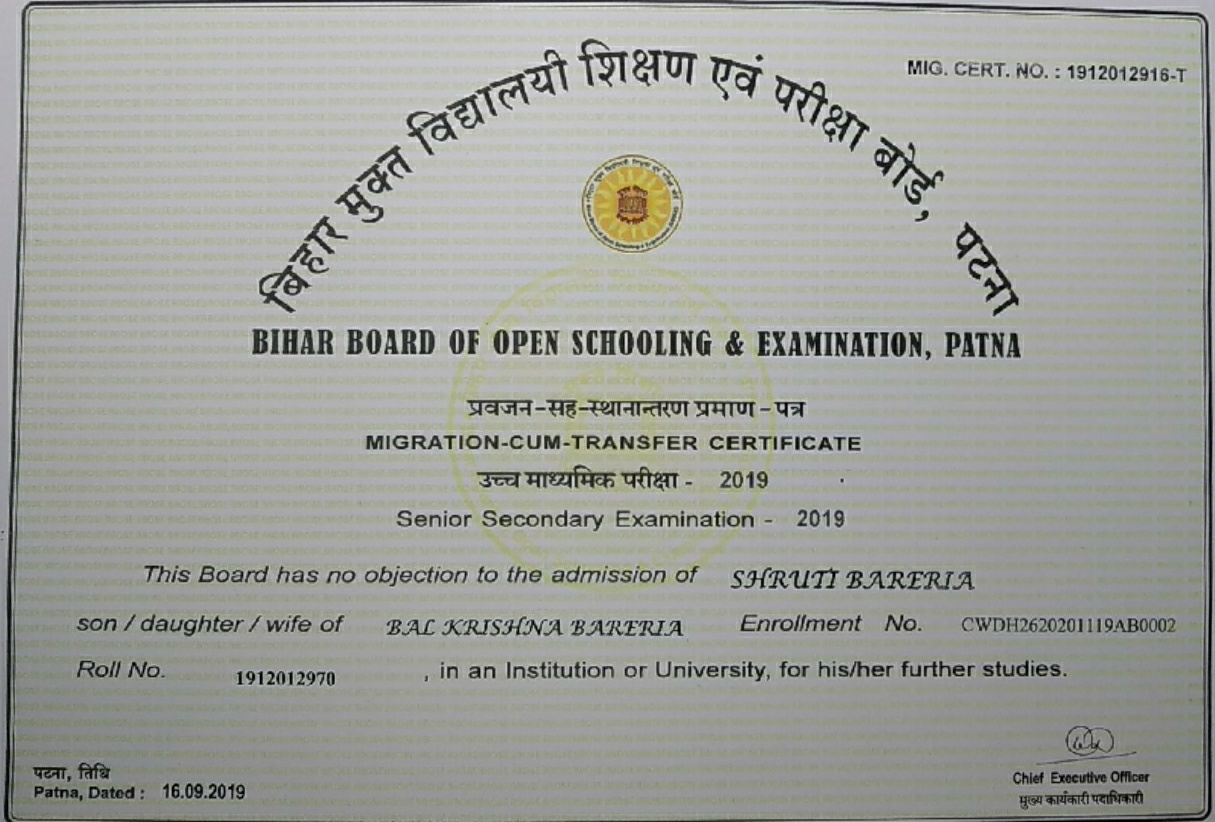 MIG. CERT. NO. : 1912012916-T
बिहार मुक्त विद्यालयी शिक्षण एवं परीक्षा बोर्ड, पटना
BIHAR BOARD OF OPEN SCHOOLING & EXAMINATION, PATNA
प्रवजन-सह-स्थानान्तरण प्रमाण-पत्र
MIGRATION-CUM-TRANSFER CERTIFICATE
उच्च माध्यमिक परीक्षा - 2019
Senior Secondary Examination - 2019
This Board has no objection to the admission of SHRUTI BARERIA
son / daughter / wife of BAL KRISHNA BARERIA Enrollment No. CWDH2620201119AB0002
Roll No. 1912012970 , in an Institution or University, for his/her further studies.
पटना, तिथि
Patna, Dated : 16.09.2019
Chief Executive Officer
मुख्य कार्यकारी पदाधिकारी